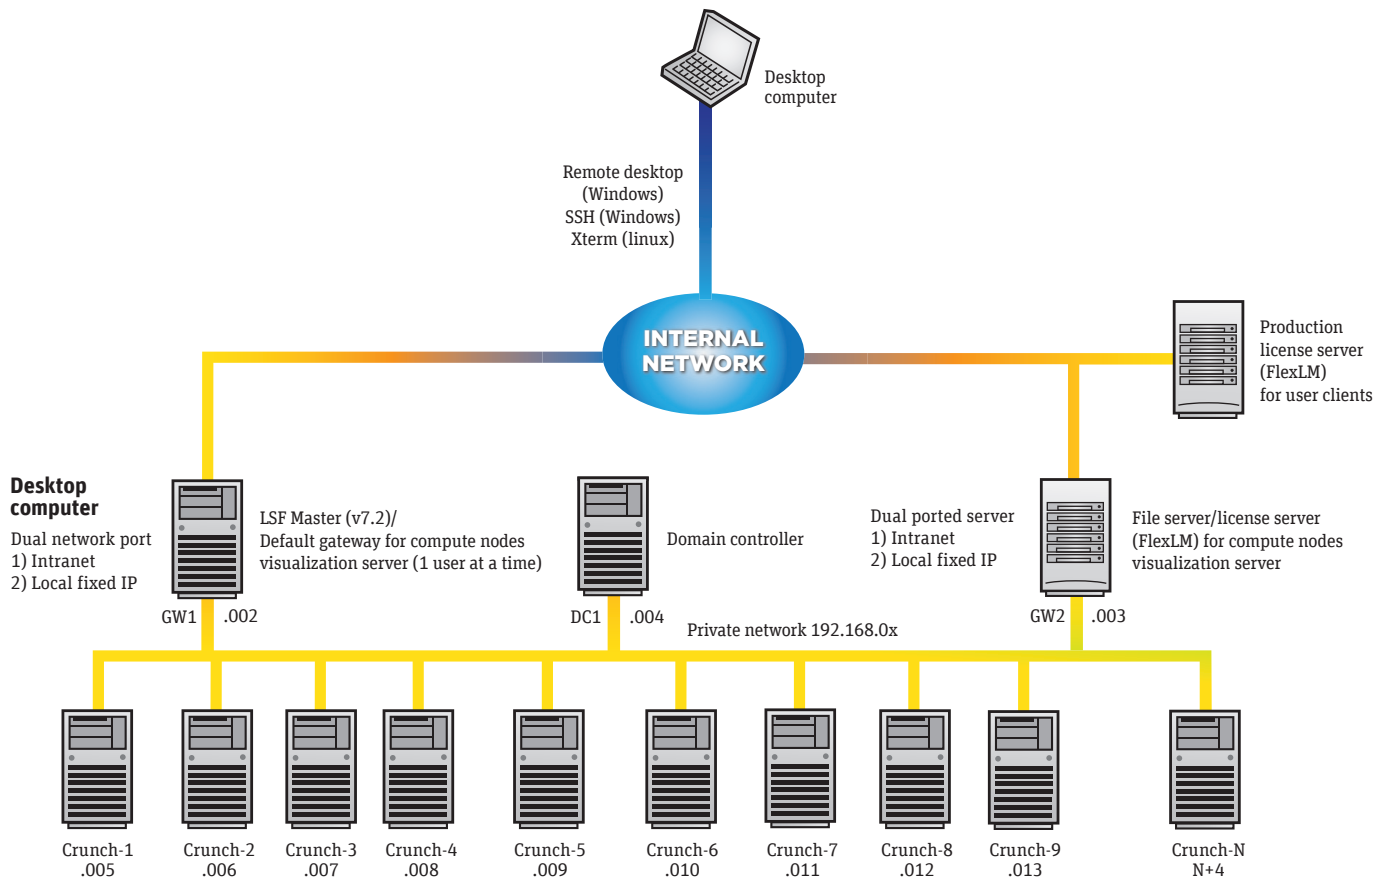 Desktop
computer
Remote desktop
(Windows)
SSH (Windows)
Xterm (linux)
INTERNAL
NETWORK
Production
license server
(FlexLM)
for user clients
Desktop
computer
Dual network port
1) Intranet
2) Local fixed IP
LSF Master (v7.2)/
Default gateway for compute nodes
visualization server (1 user at a time)
Domain controller
Dual ported server
1) Intranet
2) Local fixed IP
File server/license server
(FlexLM) for compute nodes
visualization server
GW1 .002
DC1 .004
GW2 .003
Private network 192.168.0x
Crunch-1
.005
Crunch-2
.006
Crunch-3
.007
Crunch-4
.008
Crunch-5
.009
Crunch-6
.010
Crunch-7
.011
Crunch-8
.012
Crunch-9
.013
Crunch-N
N+4